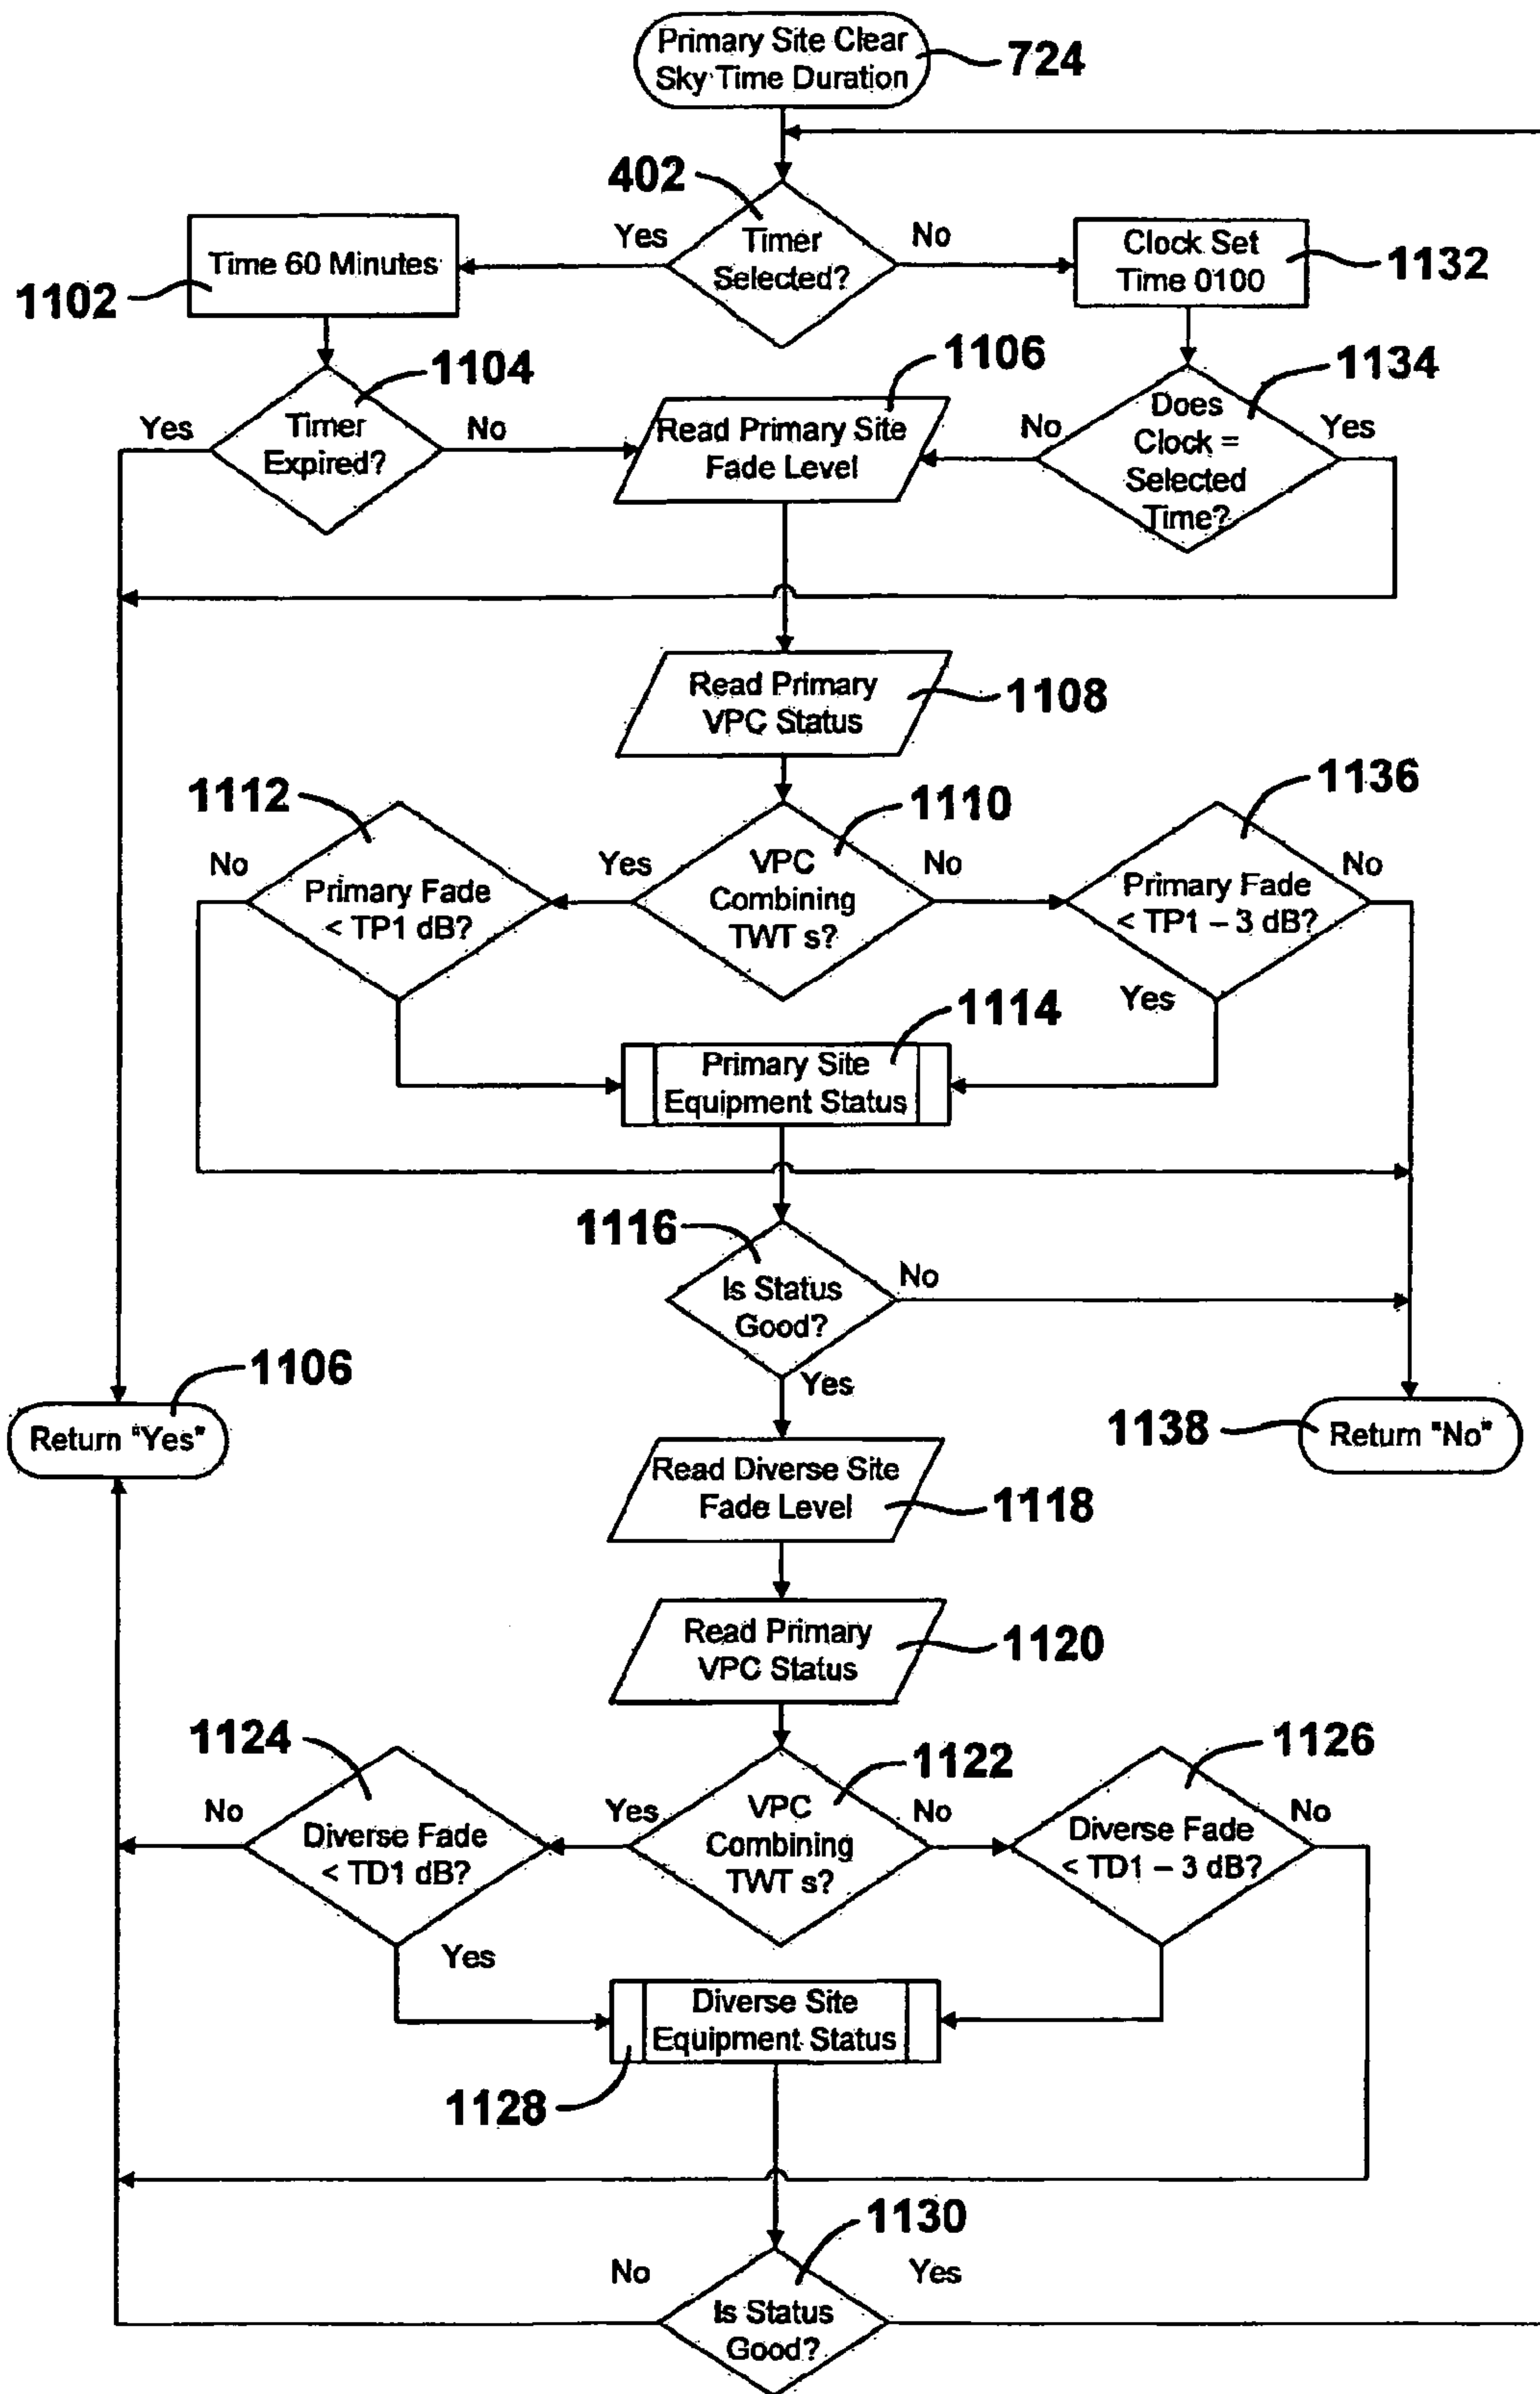 Primary Site Clear
Sky Time Duration
724
402
Timer
Selected?
Yes
No
Time 60 Minutes
1102
Clock Set
Time 0100
1132
1104
Timer
Expired?
Yes
No
1106
Read Primary Site
Fade Level
1134
Does
Clock =
Selected
Time?
No
Yes
Read Primary
VPC Status
1108
1112
Primary Fade
< TP1 dB?
No
1110
VPC
Combining
TWT s?
Yes
No
1136
Primary Fade
< TP1 – 3 dB?
No
Yes
1114
Primary Site
Equipment Status
1116
Is Status
Good?
No
Yes
1106
Return "Yes"
1138
Return "No"
Read Diverse Site
Fade Level
1118
Read Primary
VPC Status
1120
1124
Diverse Fade
< TD1 dB?
No
Yes
1122
VPC
Combining
TWT s?
Yes
No
1126
Diverse Fade
< TD1 – 3 dB?
No
Diverse Site
Equipment Status
1128
1130
Is Status
Good?
No
Yes